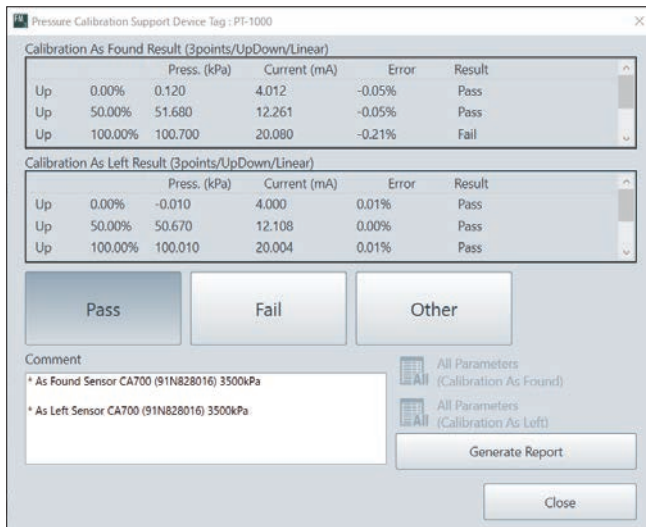 FM Pressure Calibration Support Device Tag : PT-1000
Calibration As Found Result (3points/UpDown/Linear)
Press. (kPa) Current (mA) Error Result
Up 0.00% 0.120 4.012 -0.05% Pass
Up 50.00% 51.680 12.261 -0.05% Pass
Up 100.00% 100.700 20.080 -0.21% Fail
Calibration As Left Result (3points/UpDown/Linear)
Press. (kPa) Current (mA) Error Result
Up 0.00% -0.010 4.000 0.01% Pass
Up 50.00% 50.670 12.108 0.00% Pass
Up 100.00% 100.010 20.004 0.01% Pass
Pass Fail Other
Comment
* As Found Sensor CA700 (91N828016) 3500kPa
* As Left Sensor CA700 (91N828016) 3500kPa
All All Parameters
(Calibration As Found)
All All Parameters
(Calibration As Left)
Generate Report
Close